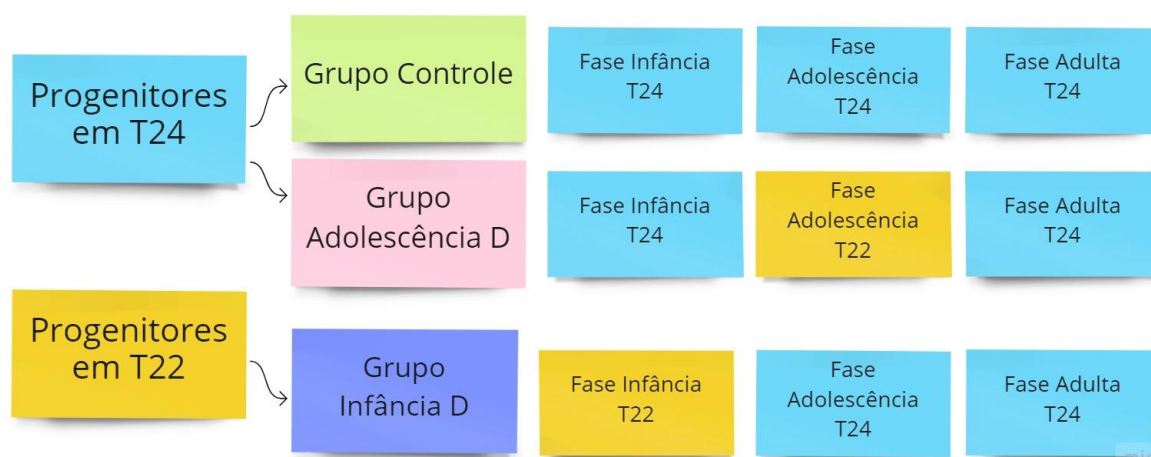 Progenitores
em T24
Grupo Controle
Fase Infância
T24
Fase
Adolescência
T24
Fase Adulta
T24
Grupo
Adolescência D
Fase Infância
T24
Fase
Adolescência
T22
Fase Adulta
T24
Progenitores
em T22
Grupo
Infância D
Fase Infância
T22
Fase
Adolescência
T24
Fase Adulta
T24